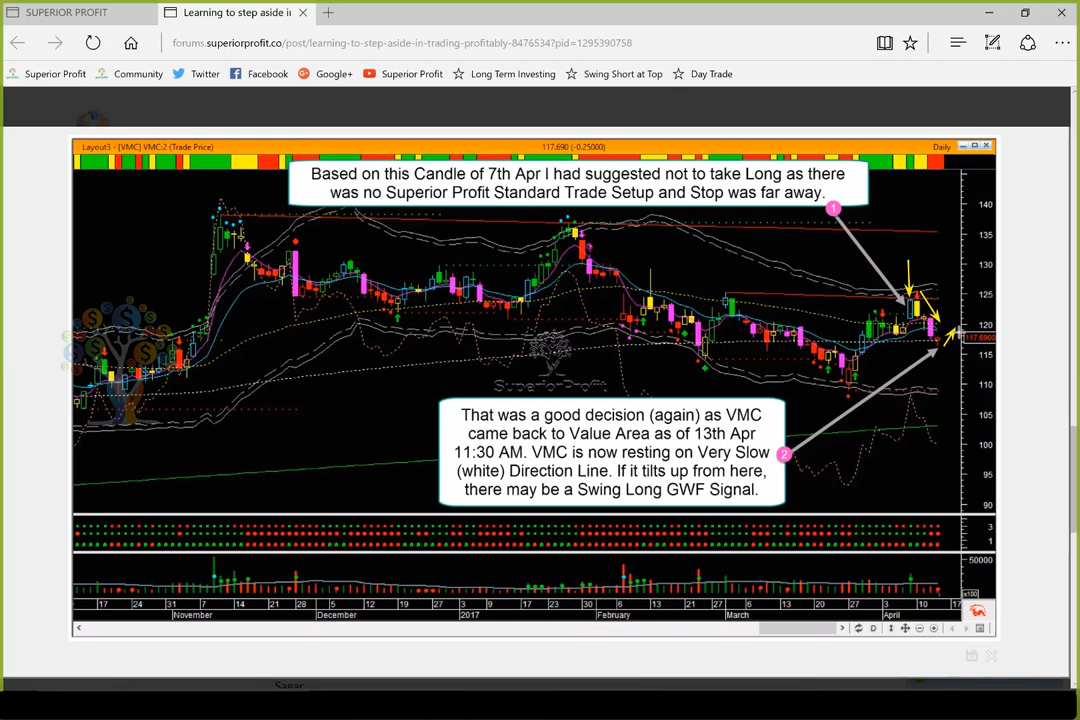 SUPERIOR PROFIT
Learning to step aside in
forums.superiorprofit.co/post/learning-to-step-aside-in-trading-profitably-8476534?pid=1295390758
Superior Profit
Community
Twitter
Facebook
Google+
Superior Profit
Long Term Investing
Swing Short at Top
Day Trade
Layout3 - [VMC] VMC:2 (Trade Price)
117.690 (-0.25000)
Daily
Based on this Candle of 7th Apr I had suggested not to take Long as there
was no Superior Profit Standard Trade Setup and Stop was far away.
1
140
135
130
125
120
117.6900
115
110
105
100
95
90
SuperiorProfit
That was a good decision (again) as VMC
came back to Value Area as of 13th Apr
11:30 AM. VMC is now resting on Very Slow
(white) Direction Line. If it tilts up from here,
there may be a Swing Long GWF Signal.
2
3
1
50000
x100
17 24 31 7 14 21 28 5 12 19 27 3 9 17 23 30 6 13 21 27 6 13 20 27 3 10 17
November December 2017 February March April
D
Sagar